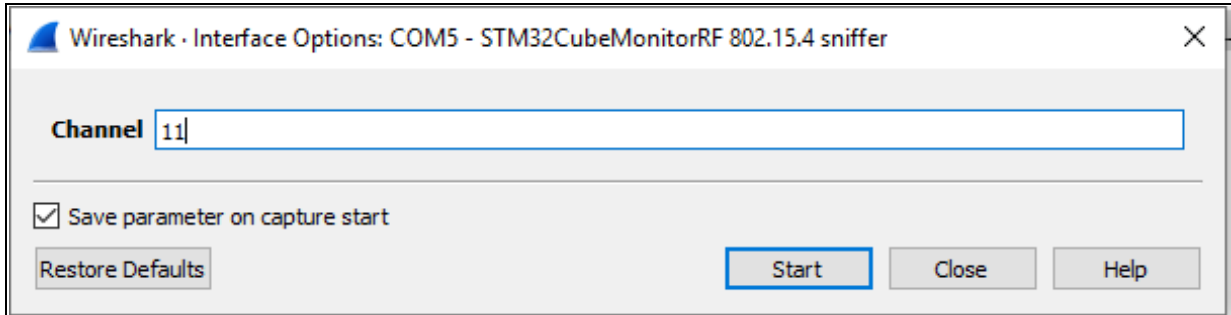 Wireshark · Interface Options: COM5 - STM32CubeMonitorRF 802.15.4 sniffer
Channel 11
Save parameter on capture start
Restore Defaults Start Close Help